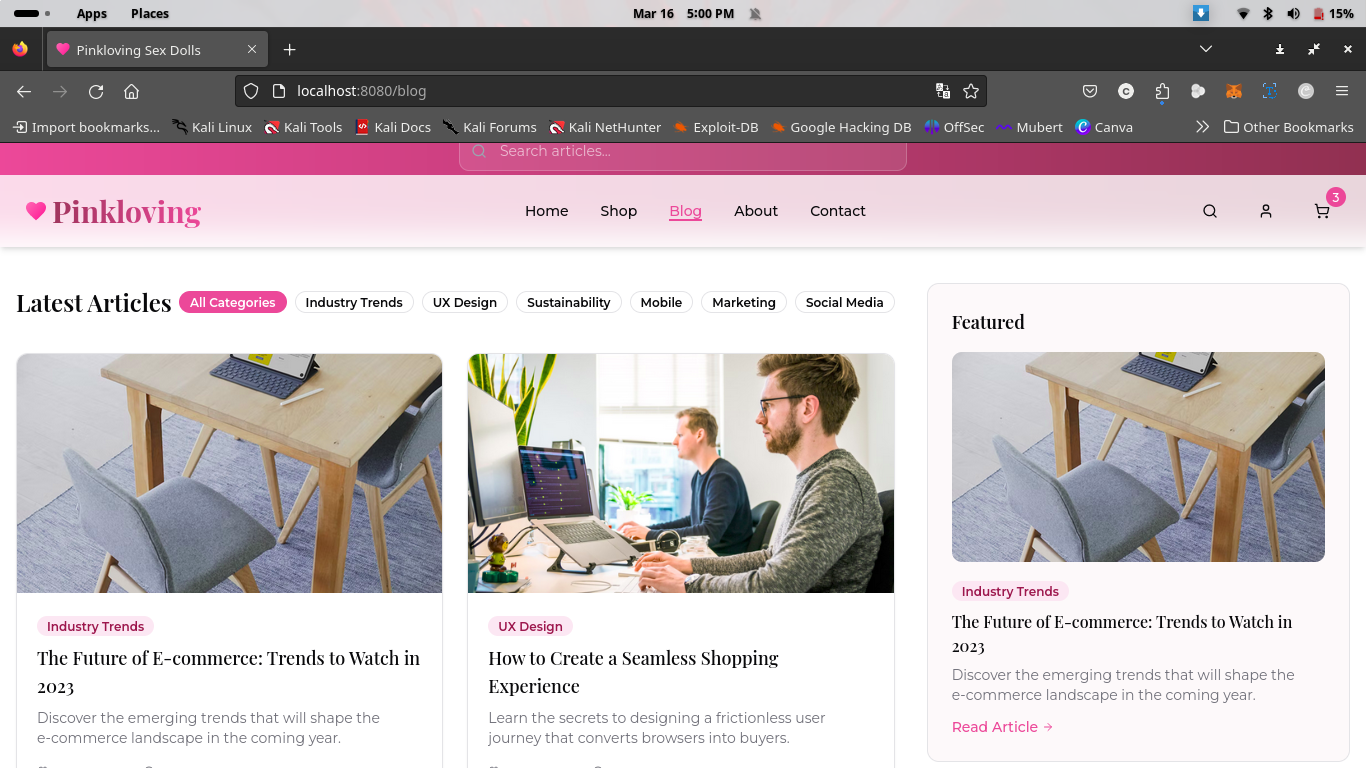 Apps Places Mar 16 5:00 PM 15%
Pinkloving Sex Dolls
localhost:8080/blog
Import bookmarks... Kali Linux Kali Tools Kali Docs Kali Forums Kali NetHunter Exploit-DB Google Hacking DB OffSec Mubert Canva Other Bookmarks
Search articles...
Pinkloving Home Shop Blog About Contact 3
Latest Articles All Categories Industry Trends UX Design Sustainability Mobile Marketing Social Media
Industry Trends
The Future of E-commerce: Trends to Watch in
2023
Discover the emerging trends that will shape the
e-commerce landscape in the coming year.
UX Design
How to Create a Seamless Shopping
Experience
Learn the secrets to designing a frictionless user
journey that converts browsers into buyers.
Featured
Industry Trends
The Future of E-commerce: Trends to Watch in
2023
Discover the emerging trends that will shape the
e-commerce landscape in the coming year.
Read Article →